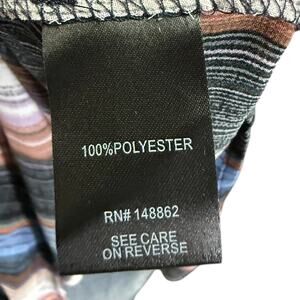 100%POLYESTER
RN# 148862
SEE CARE
ON REVERSE